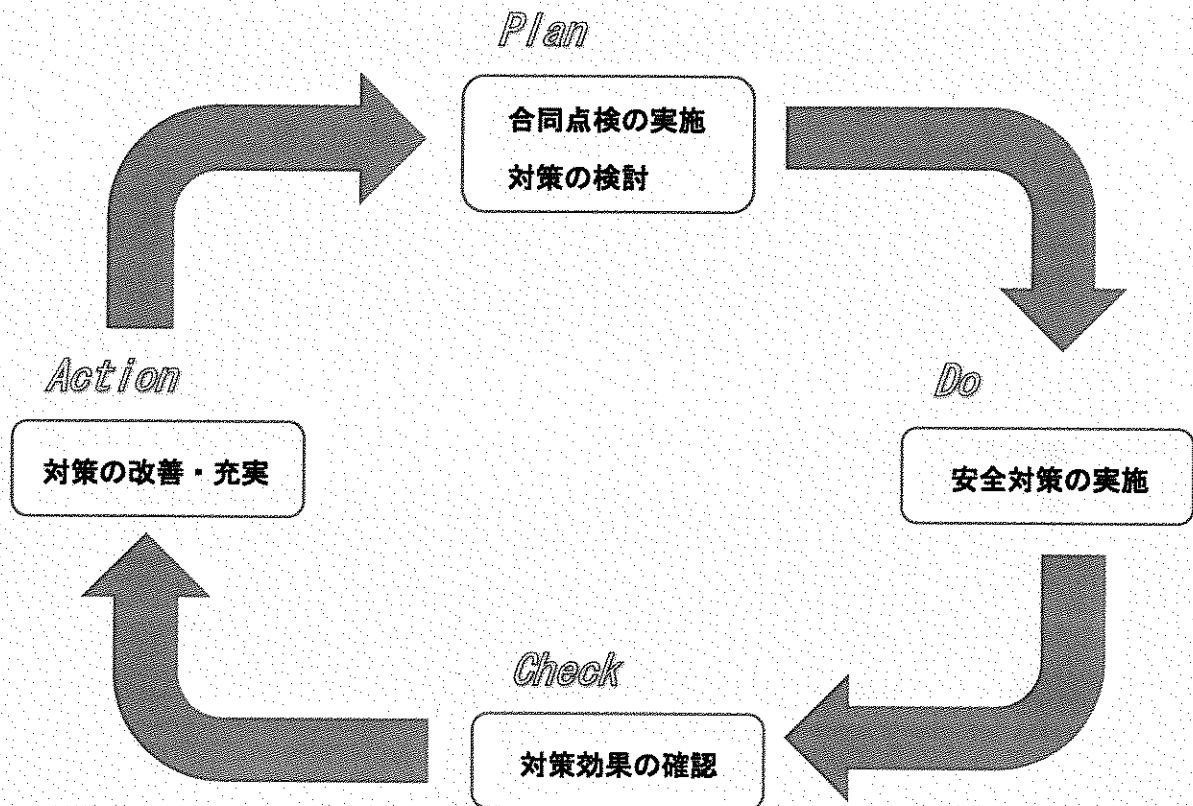 Plan
合同点検の実施
対策の検討
Action
Do
対策の改善・充実
安全対策の実施
Check
対策効果の確認